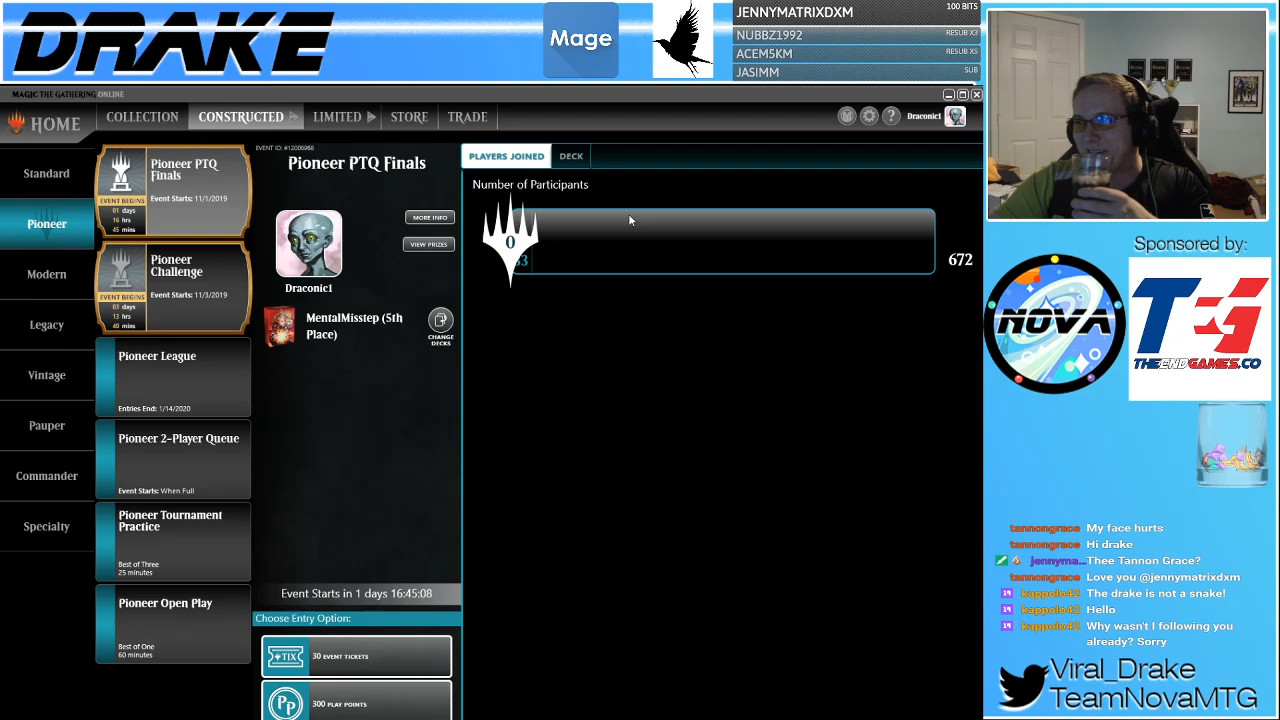 DRAKE
Mage
JENNYMATRIXDXM 100 BITS
NUBBZ1992 RESUB X3
ACEM5KM RESUB X5
JASIMM SUB
MAGIC: THE GATHERING ONLINE
HOME
COLLECTION
CONSTRUCTED
LIMITED
STORE
TRADE
?
Draconic1
Standard
Pioneer
Modern
Legacy
Vintage
Pauper
Commander
Specialty
Pioneer PTQ
Finals
Event Starts: 11/1/2019
EVENT BEGINS
01 days
16 hrs
45 mins
Pioneer
Challenge
Event Starts: 11/3/2019
EVENT BEGINS
03 days
13 hrs
40 mins
Pioneer League
Entries End: 1/14/2020
Pioneer 2-Player Queue
Event Starts: When Full
Pioneer Tournament
Practice
Best of Three
25 minutes
Pioneer Open Play
Best of One
60 minutes
EVENT ID: #12006968
Pioneer PTQ Finals
MORE INFO
VIEW PRIZES
Draconic1
MentalMisstep (5th
Place)
CHANGE
DECKS
Event Starts in 1 days 16:45:08
Choose Entry Option:
TIX
30 EVENT TICKETS
PP
300 PLAY POINTS
PLAYERS JOINED
DECK
Number of Participants
0
672
Sponsored by:
NOVA
TEG
THEENDGAMES.CO
tannongrace My face hurts
tannongrace Hi drake
jennyma... Thee Tannon Grace?
tannongrace Love you @jennymatrixdxm
kappolo42 The drake is not a snake!
kappolo42 Hello
kappolo42 Why wasn't I following you
already? Sorry
Viral_Drake
TeamNovaMTG